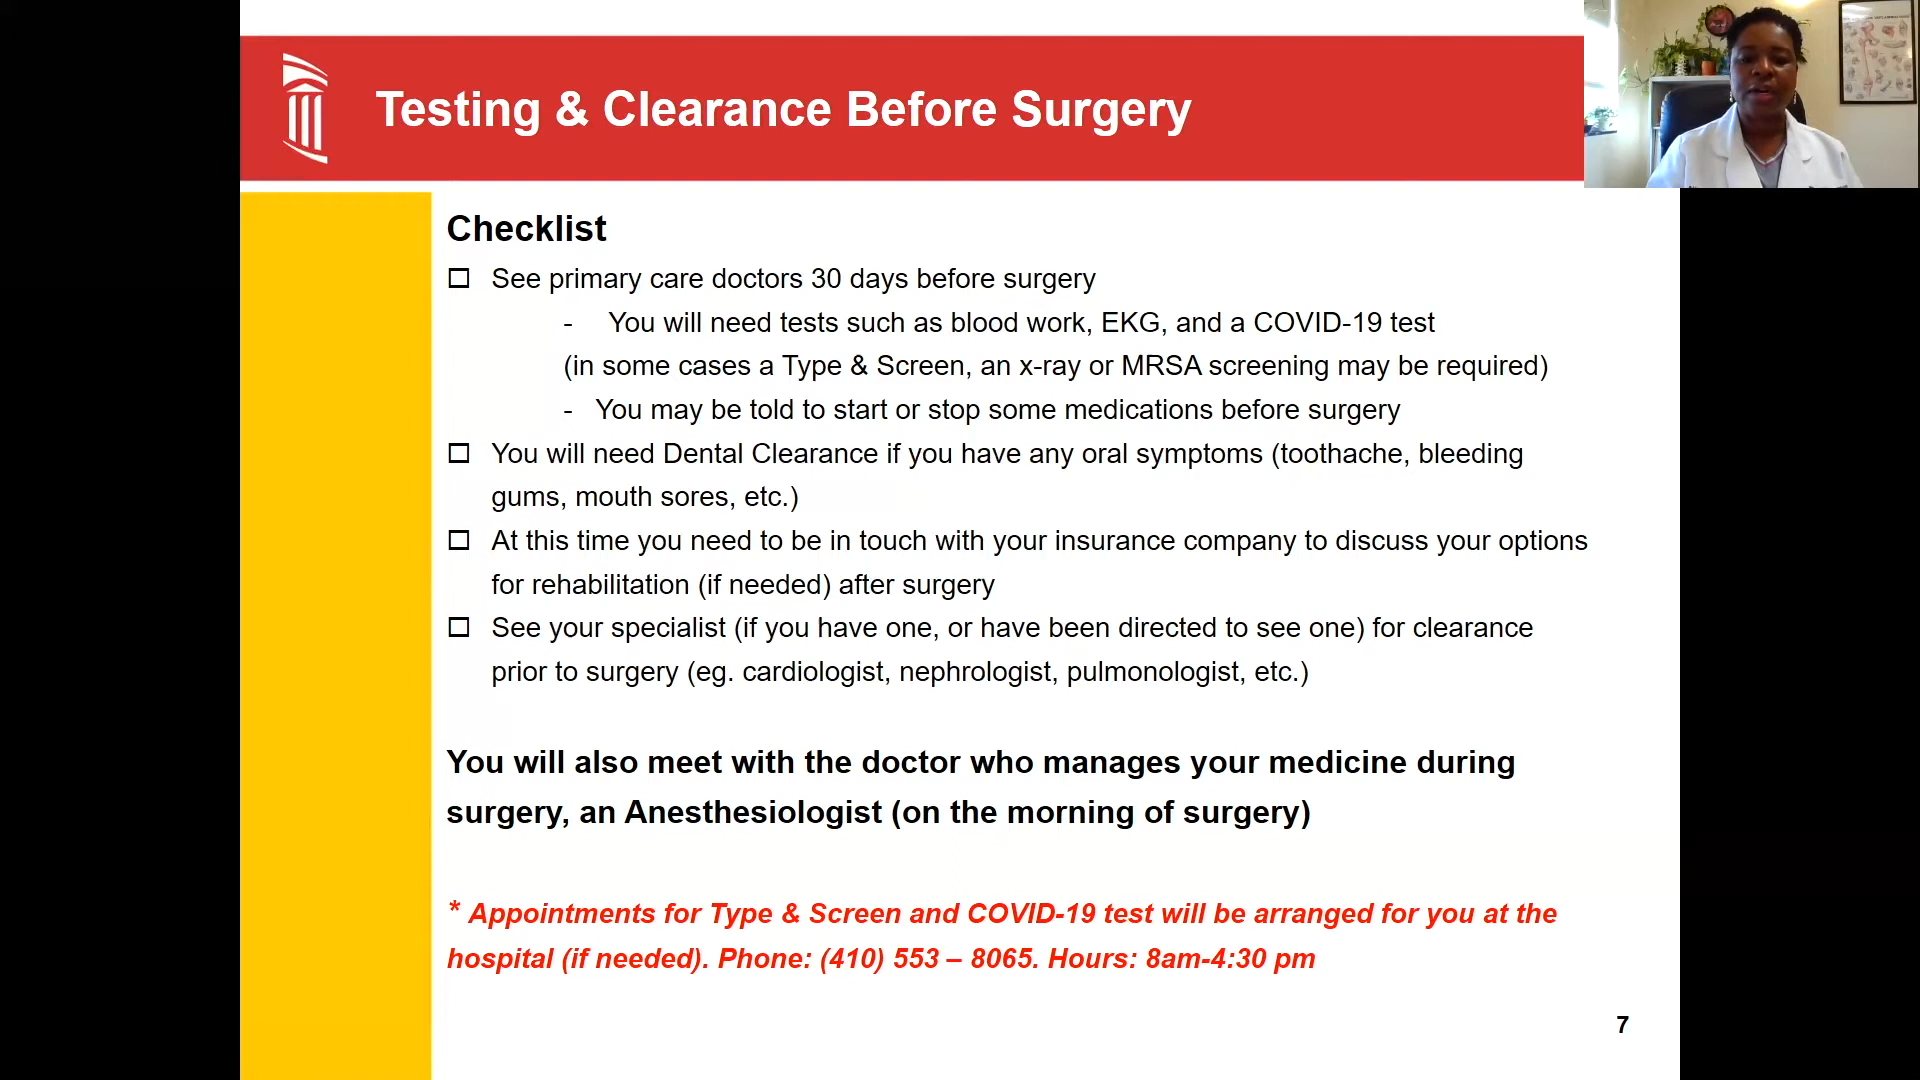 Testing & Clearance Before Surgery
Checklist
See primary care doctors 30 days before surgery
- You will need tests such as blood work, EKG, and a COVID-19 test
(in some cases a Type & Screen, an x-ray or MRSA screening may be required)
- You may be told to start or stop some medications before surgery
You will need Dental Clearance if you have any oral symptoms (toothache, bleeding
gums, mouth sores, etc.)
At this time you need to be in touch with your insurance company to discuss your options
for rehabilitation (if needed) after surgery
See your specialist (if you have one, or have been directed to see one) for clearance
prior to surgery (eg. cardiologist, nephrologist, pulmonologist, etc.)
You will also meet with the doctor who manages your medicine during
surgery, an Anesthesiologist (on the morning of surgery)
* Appointments for Type & Screen and COVID-19 test will be arranged for you at the
hospital (if needed). Phone: (410) 553 – 8065. Hours: 8am-4:30 pm
7